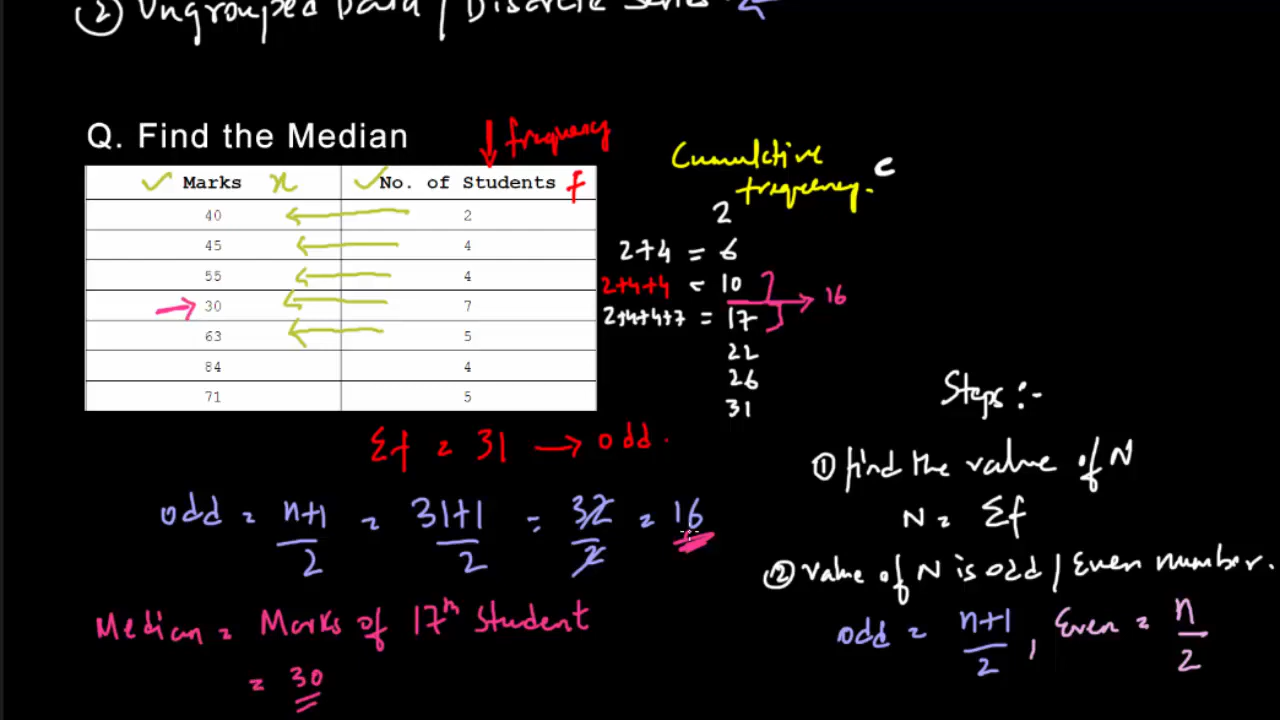 ② Ungrouped Data / Discrete Series
Q. Find the Median
frequency
Marks x No. of Students f
40 2
45 4
55 4
30 7
63 5
84 4
71 5
Cumulative
frequency. c
2
2+4 = 6
2+4+4 = 10
2+4+4+7 = 17
16
22
26
31
Σf = 31 → odd.
odd = n+1/2 = 31+1/2 = 32/2 = 16
Median = Marks of 17th Student
= 30
Steps :-
① find the value of N
N = Σf
② value of N is odd / Even number.
odd = n+1/2 , Even = n/2